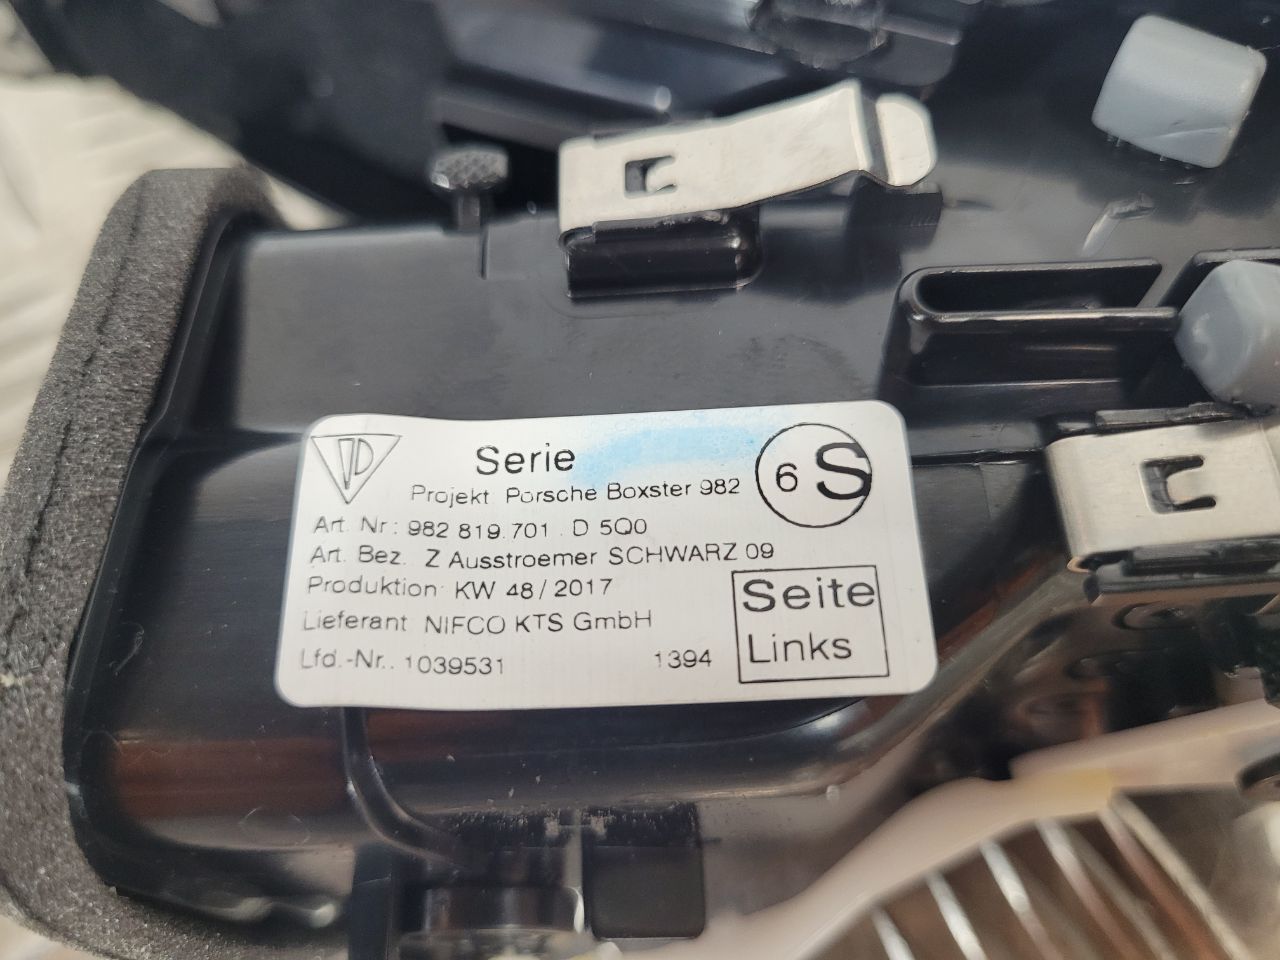 Serie
Projekt Porsche Boxster 982
6 S
Art. Nr.: 982 819.701 . D 5Q0
Art. Bez. Z Ausstroemer SCHWARZ 09
Produktion: KW 48/2017
Lieferant NIFCO KTS GmbH
Lfd.-Nr.. 1039531 1394
Seite
Links